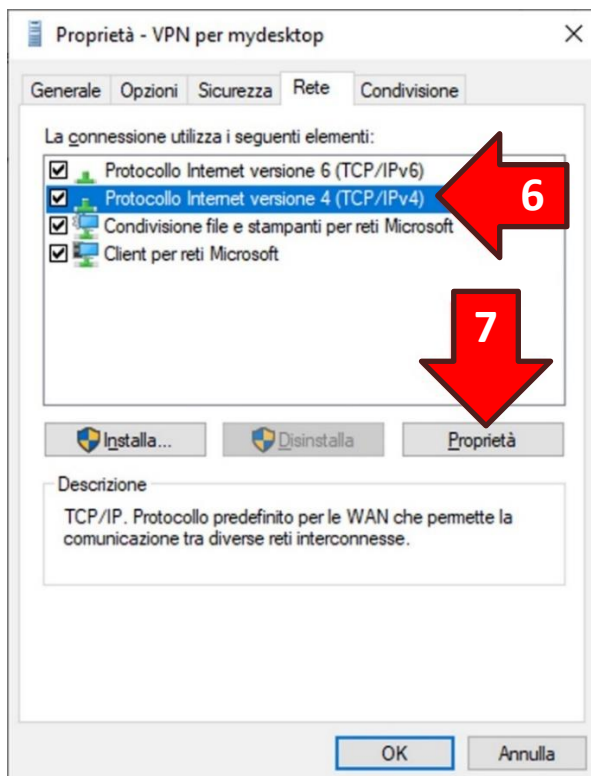 Proprietà - VPN per mydesktop
Generale Opzioni Sicurezza Rete Condivisione
La connessione utilizza i seguenti elementi:
Protocollo Internet versione 6 (TCP/IPv6)
Protocollo Internet versione 4 (TCP/IPv4)
6
Condivisione file e stampanti per reti Microsoft
Client per reti Microsoft
7
Installa... Disinstalla Proprietà
Descrizione
TCP/IP. Protocollo predefinito per le WAN che permette la
comunicazione tra diverse reti interconnesse.
OK Annulla